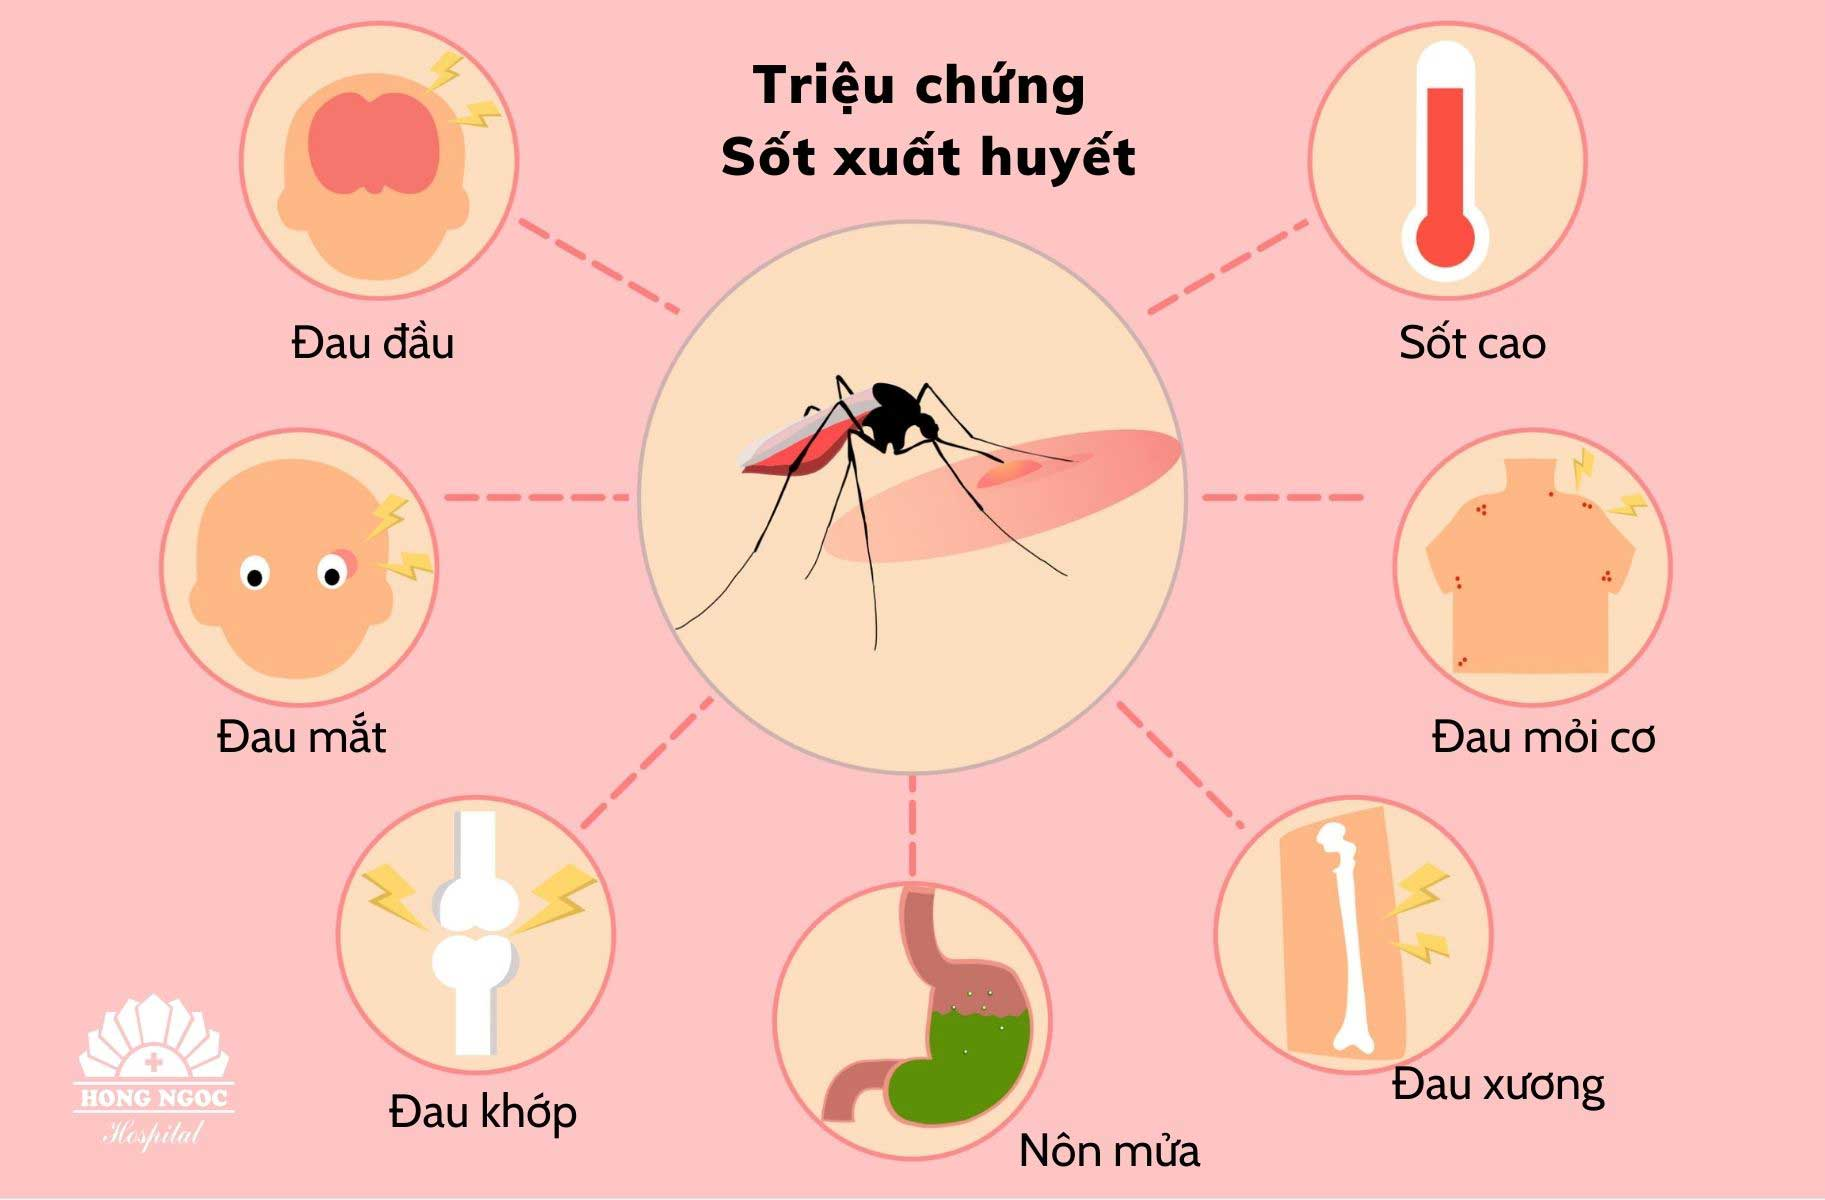 Triệu chứng
Sốt xuất huyết
Đau đầu
Sốt cao
Đau mắt
Đau mỏi cơ
Đau khớp
Nôn mửa
Đau xương
HONG NGOC
Hospital